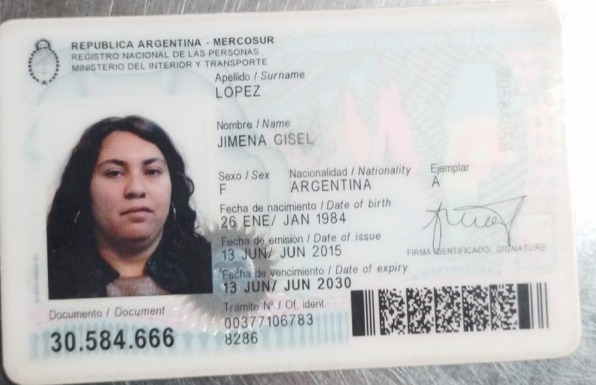 REPUBLICA ARGENTINA - MERCOSUR
REGISTRO NACIONAL DE LAS PERSONAS
MINISTERIO DEL INTERIOR Y TRANSPORTE
Apellido / Surname
LOPEZ
Nombre / Name
JIMENA GISEL
Sexo / Sex Nacionalidad / Nationality Ejemplar
F ARGENTINA A
Fecha de nacimiento / Date of birth
26 ENE/ JAN 1984
Fecha de emisión / Date of issue
13 JUN/ JUN 2015
FIRMA IDENTIFICADO/ SIGNATURE
Fecha de vencimiento / Date of expiry
13 JUN/ JUN 2030
Documento / Document
30.584.666
Trámite Nº / Of. ident.
00377106783
8286